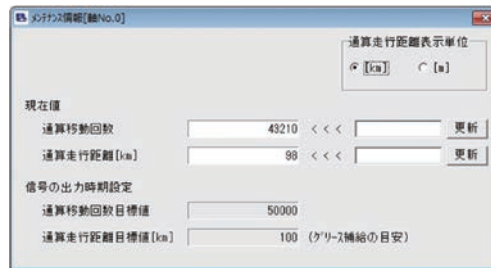 メンテナンス情報[軸No.0]
通算走行距離表示単位
[km] [m]
現在値
通算移動回数 43210 <<< 更新
通算走行距離[km] 98 <<< 更新
信号の出力時期設定
通算移動回数目標値 50000
通算走行距離目標値[km] 100 (グリース補給の目安)